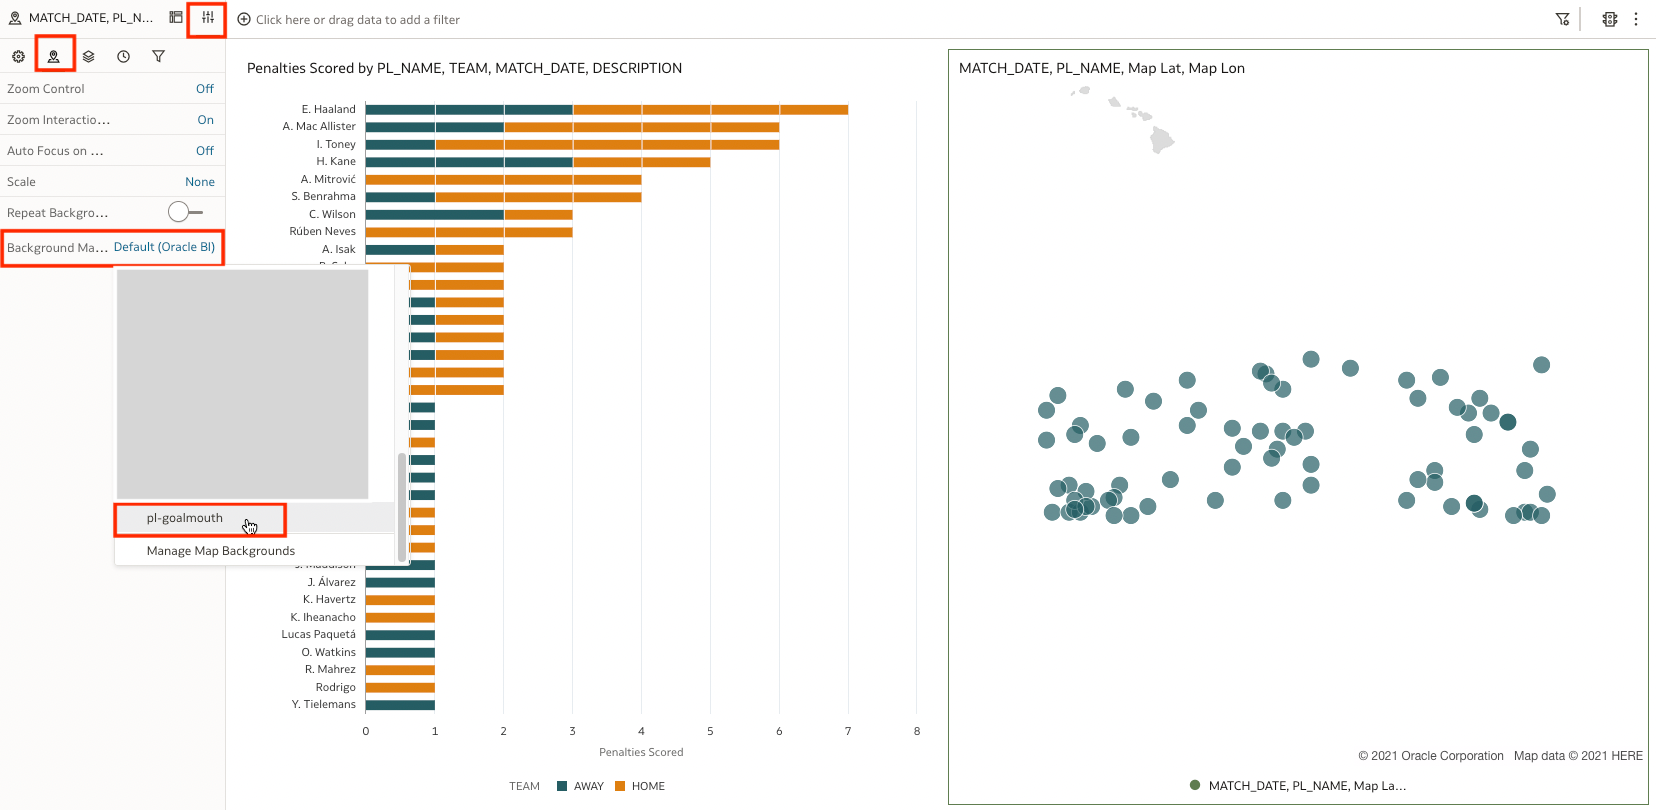 MATCH_DATE, PL_N...
Click here or drag data to add a filter
Zoom Control Off
Zoom Interactio... On
Auto Focus on ... Off
Scale None
Repeat Backgro...
Background Ma... Default (Oracle BI)
pl-goalmouth
Manage Map Backgrounds
Penalties Scored by PL_NAME, TEAM, MATCH_DATE, DESCRIPTION
E. Haaland
A. Mac Allister
I. Toney
H. Kane
A. Mitrović
S. Benrahma
C. Wilson
Rúben Neves
A. Isak
J. Álvarez
K. Havertz
K. Iheanacho
Lucas Paquetá
O. Watkins
R. Mahrez
Rodrigo
Y. Tielemans
0 1 2 3 4 5 6 7 8
Penalties Scored
TEAM AWAY HOME
MATCH_DATE, PL_NAME, Map Lat, Map Lon
© 2021 Oracle Corporation Map data © 2021 HERE
MATCH_DATE, PL_NAME, Map La...